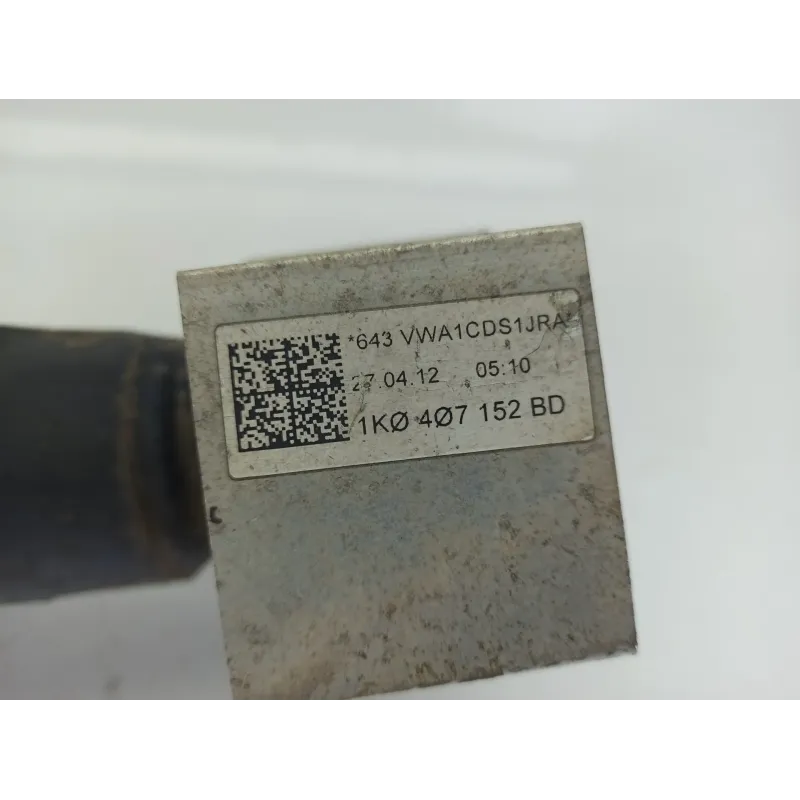 *643 VWA1CDS1JRA*
27.04.12 05:10
1KØ 4Ø7 152 BD